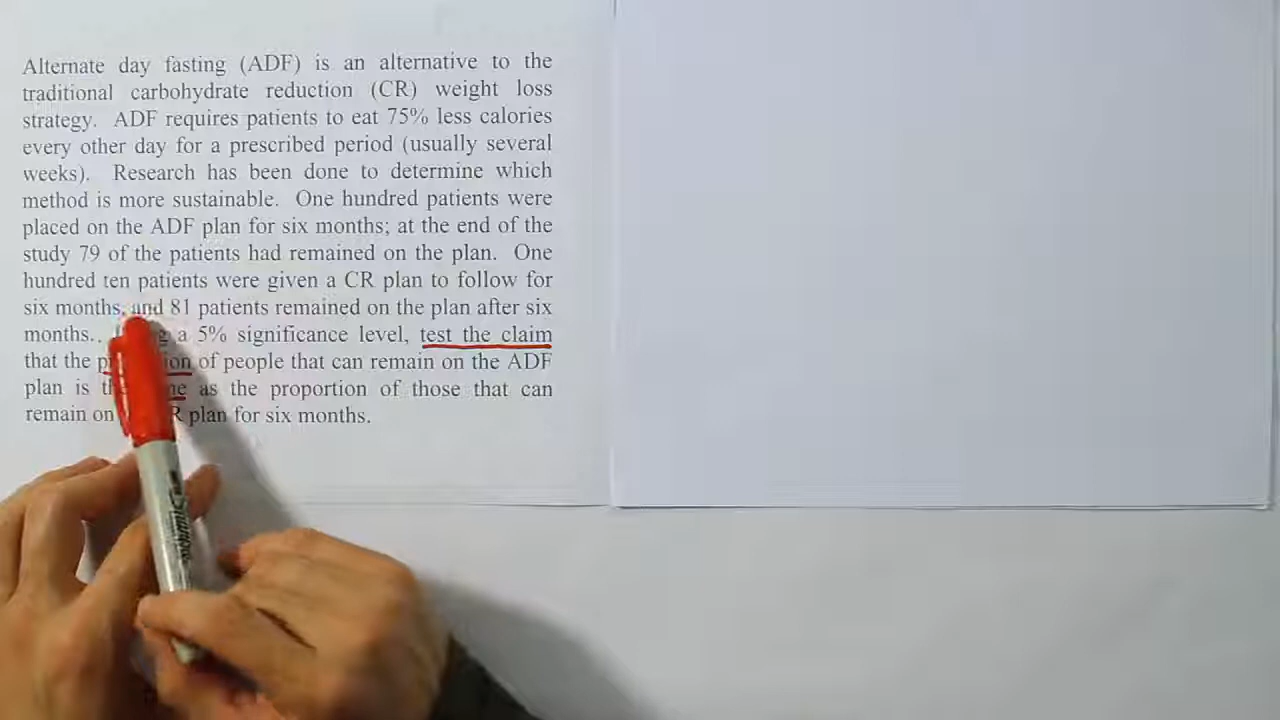 Alternate day fasting (ADF) is an alternative to the
traditional carbohydrate reduction (CR) weight loss
strategy. ADF requires patients to eat 75% less calories
every other day for a prescribed period (usually several
weeks). Research has been done to determine which
method is more sustainable. One hundred patients were
placed on the ADF plan for six months; at the end of the
study 79 of the patients had remained on the plan. One
hundred ten patients were given a CR plan to follow for
six months, and 81 patients remained on the plan after six
months.. a 5% significance level, test the claim
that the of people that can remain on the ADF
plan is as the proportion of those that can
remain on plan for six months.
Sharpie